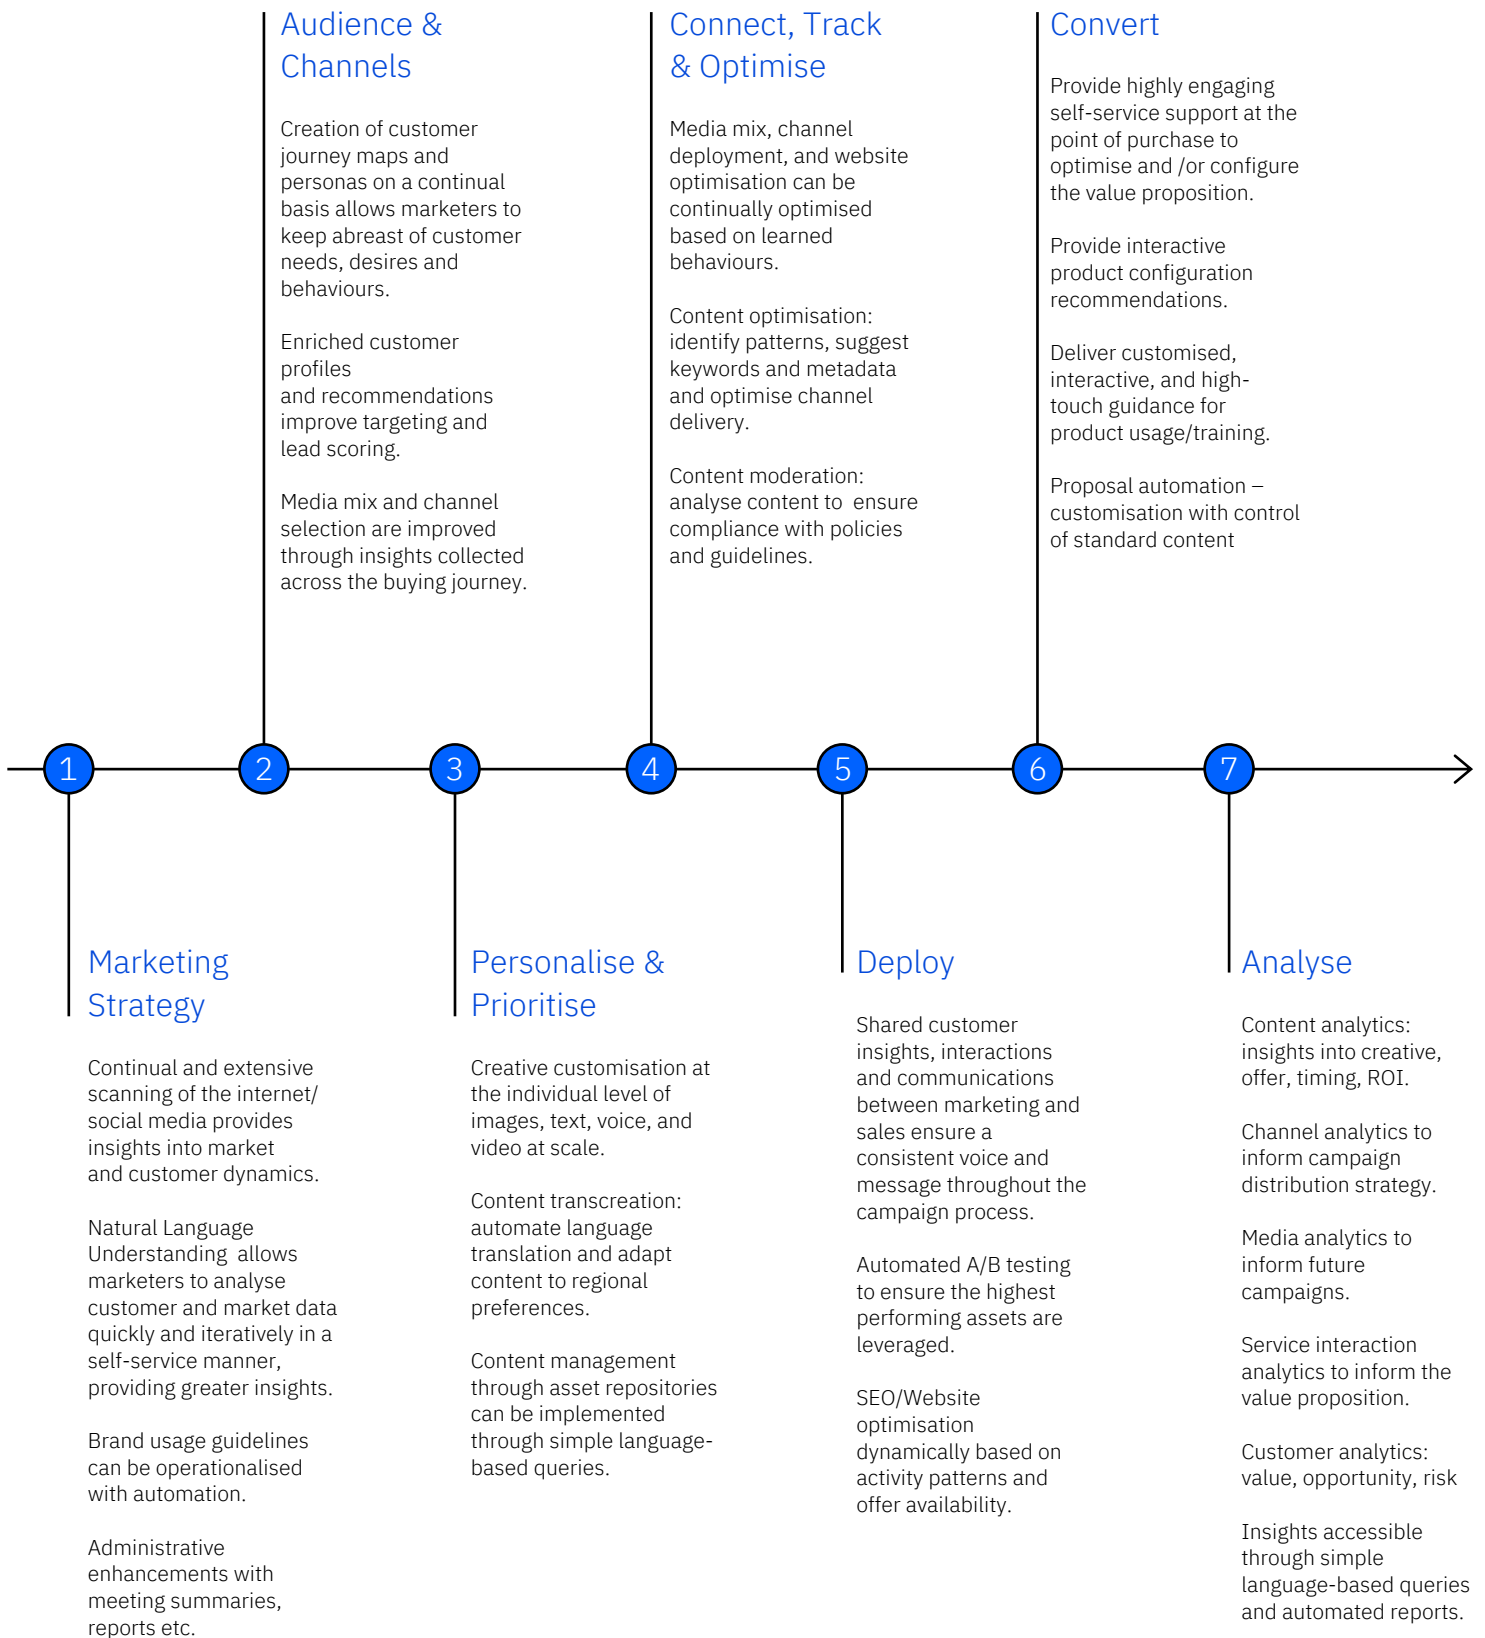 Audience &
Channels
Creation of customer
journey maps and
personas on a continual
basis allows marketers to
keep abreast of customer
needs, desires and
behaviours.
Enriched customer
profiles
and recommendations
improve targeting and
lead scoring.
Media mix and channel
selection are improved
through insights collected
across the buying journey.
Connect, Track
& Optimise
Media mix, channel
deployment, and website
optimisation can be
continually optimised
based on learned
behaviours.
Content optimisation:
identify patterns, suggest
keywords and metadata
and optimise channel
delivery.
Content moderation:
analyse content to  ensure
compliance with policies
and guidelines.
Convert
Provide highly engaging
self-service support at the
point of purchase to
optimise and /or configure
the value proposition.
Provide interactive
product configuration
recommendations.
Deliver customised,
interactive, and high-
touch guidance for
product usage/training.
Proposal automation –
customisation with control
of standard content
1
2
3
4
5
6
7
Marketing
Strategy
Continual and extensive
scanning of the internet/
social media provides
insights into market
and customer dynamics.
Natural Language
Understanding  allows
marketers to analyse
customer and market data
quickly and iteratively in a
self-service manner,
providing greater insights.
Brand usage guidelines
can be operationalised
with automation.
Administrative
enhancements with
meeting summaries,
reports etc.
Personalise &
Prioritise
Creative customisation at
the individual level of
images, text, voice, and
video at scale.
Content transcreation:
automate language
translation and adapt
content to regional
preferences.
Content management
through asset repositories
can be implemented
through simple language-
based queries.
Deploy
Shared customer
insights, interactions
and communications
between marketing and
sales ensure a
consistent voice and
message throughout the
campaign process.
Automated A/B testing
to ensure the highest
performing assets are
leveraged.
SEO/Website
optimisation
dynamically based on
activity patterns and
offer availability.
Analyse
Content analytics:
insights into creative,
offer, timing, ROI.
Channel analytics to
inform campaign
distribution strategy.
Media analytics to
inform future
campaigns.
Service interaction
analytics to inform the
value proposition.
Customer analytics:
value, opportunity, risk
Insights accessible
through simple
language-based queries
and automated reports.